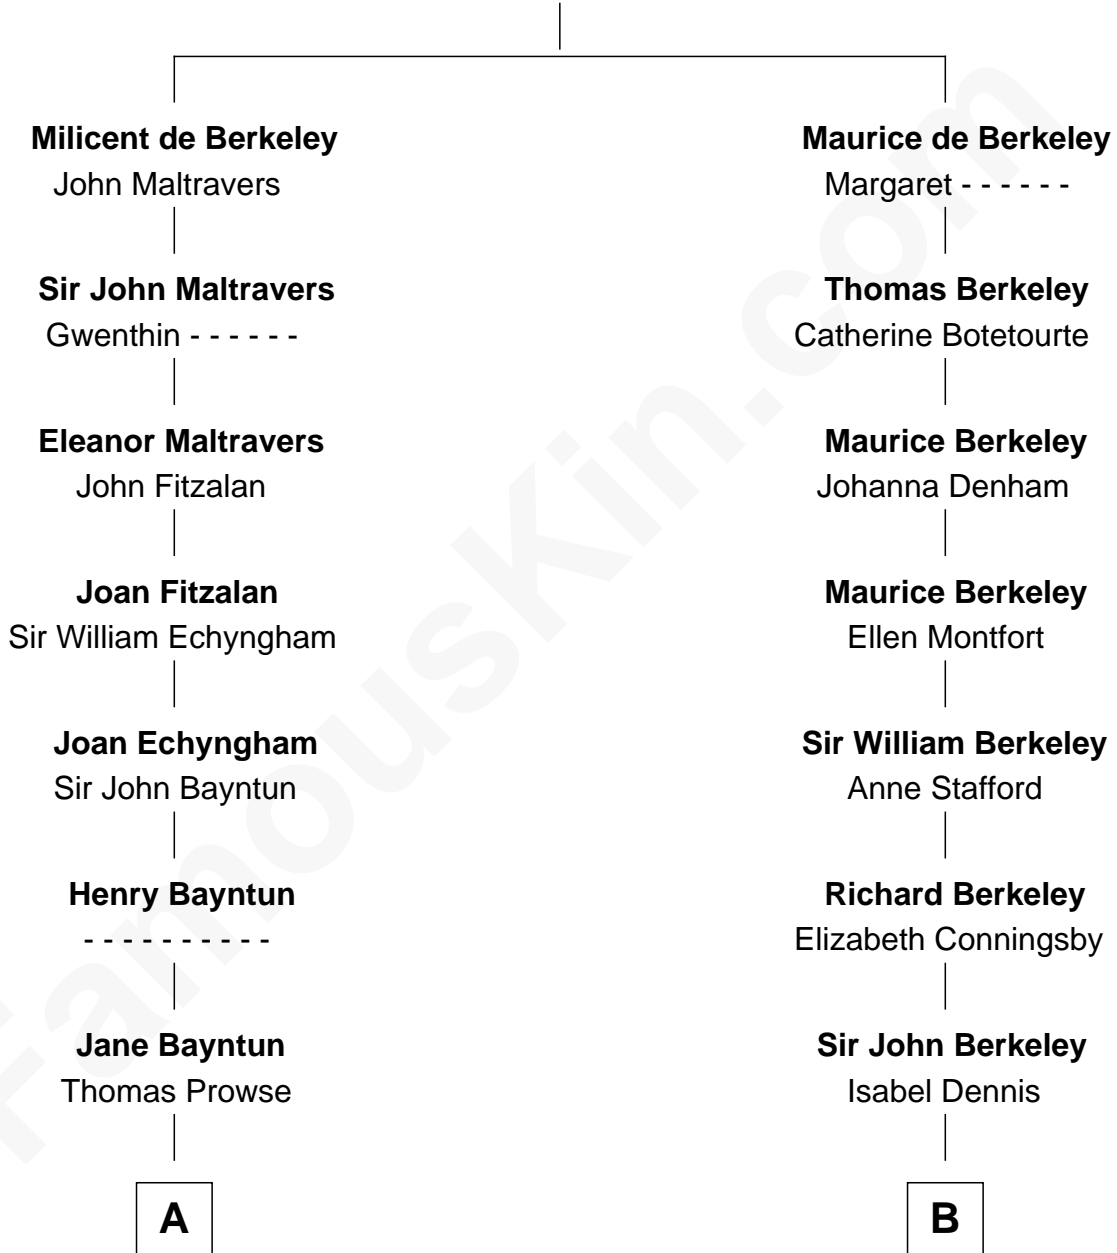 Milicent de Berkeley
John Maltravers
Sir John Maltravers
Gwenthin - - - - - -
Eleanor Maltravers
John Fitzalan
Joan Fitzalan
Sir William Echyngham
Joan Echyngham
Sir John Bayntun
Henry Bayntun
- - - - - - - - - -
Jane Bayntun
Thomas Prowse
A
Maurice de Berkeley
Margaret - - - - - -
Thomas Berkeley
Catherine Botetourte
Maurice Berkeley
Johanna Denham
Maurice Berkeley
Ellen Montfort
Sir William Berkeley
Anne Stafford
Richard Berkeley
Elizabeth Conningsby
Sir John Berkeley
Isabel Dennis
B
FamousKin.com